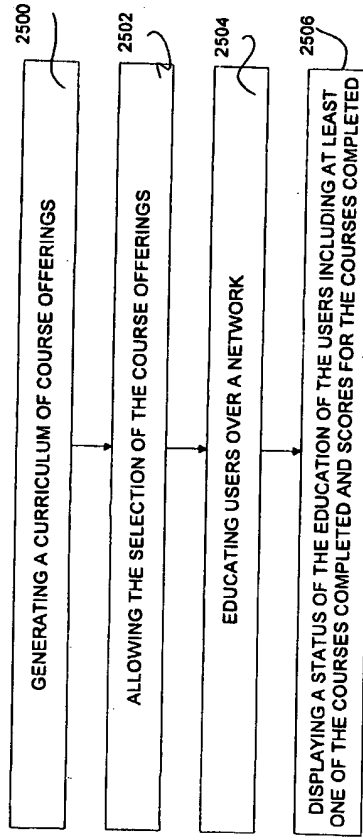 2500
GENERATING A CURRICULUM OF COURSE OFFERINGS
2502
ALLOWING THE SELECTION OF THE COURSE OFFERINGS
2504
EDUCATING USERS OVER A NETWORK
2506
DISPLAYING A STATUS OF THE EDUCATION OF THE USERS INCLUDING AT LEAST
ONE OF THE COURSES COMPLETED AND SCORES FOR THE COURSES COMPLETED